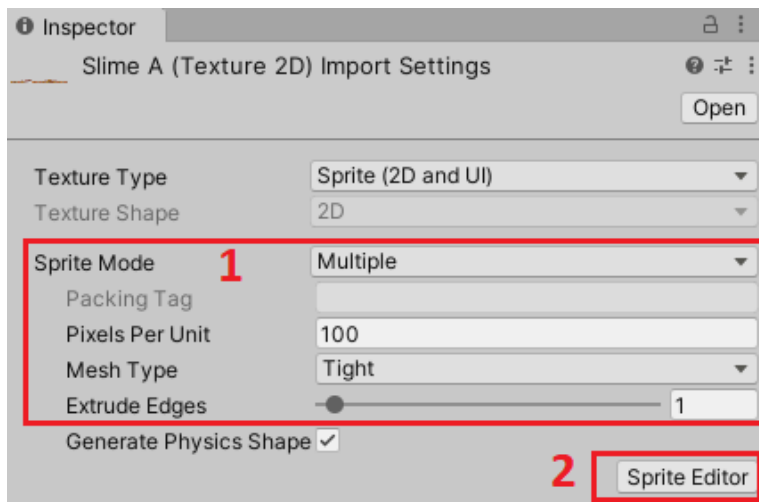 Inspector
Slime A (Texture 2D) Import Settings
Open
Texture Type Sprite (2D and UI)
Texture Shape 2D
Sprite Mode 1 Multiple
Packing Tag
Pixels Per Unit 100
Mesh Type Tight
Extrude Edges 1
Generate Physics Shape
2 Sprite Editor